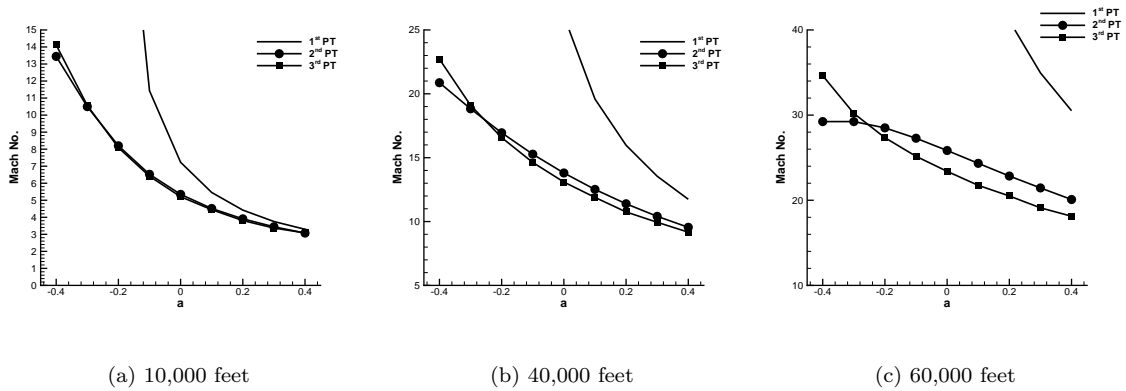 15
14
13
12
11
10
9
8
7
6
5
4
3
2
1
0
Mach No.
-0.4
-0.2
0
0.2
0.4
a
1st PT
2nd PT
3rd PT
(a) 10,000 feet
25
20
15
10
5
Mach No.
-0.4
-0.2
0
0.2
0.4
a
1st PT
2nd PT
3rd PT
(b) 40,000 feet
40
30
20
10
Mach No.
-0.4
-0.2
0
0.2
0.4
a
1st PT
2nd PT
3rd PT
(c) 60,000 feet